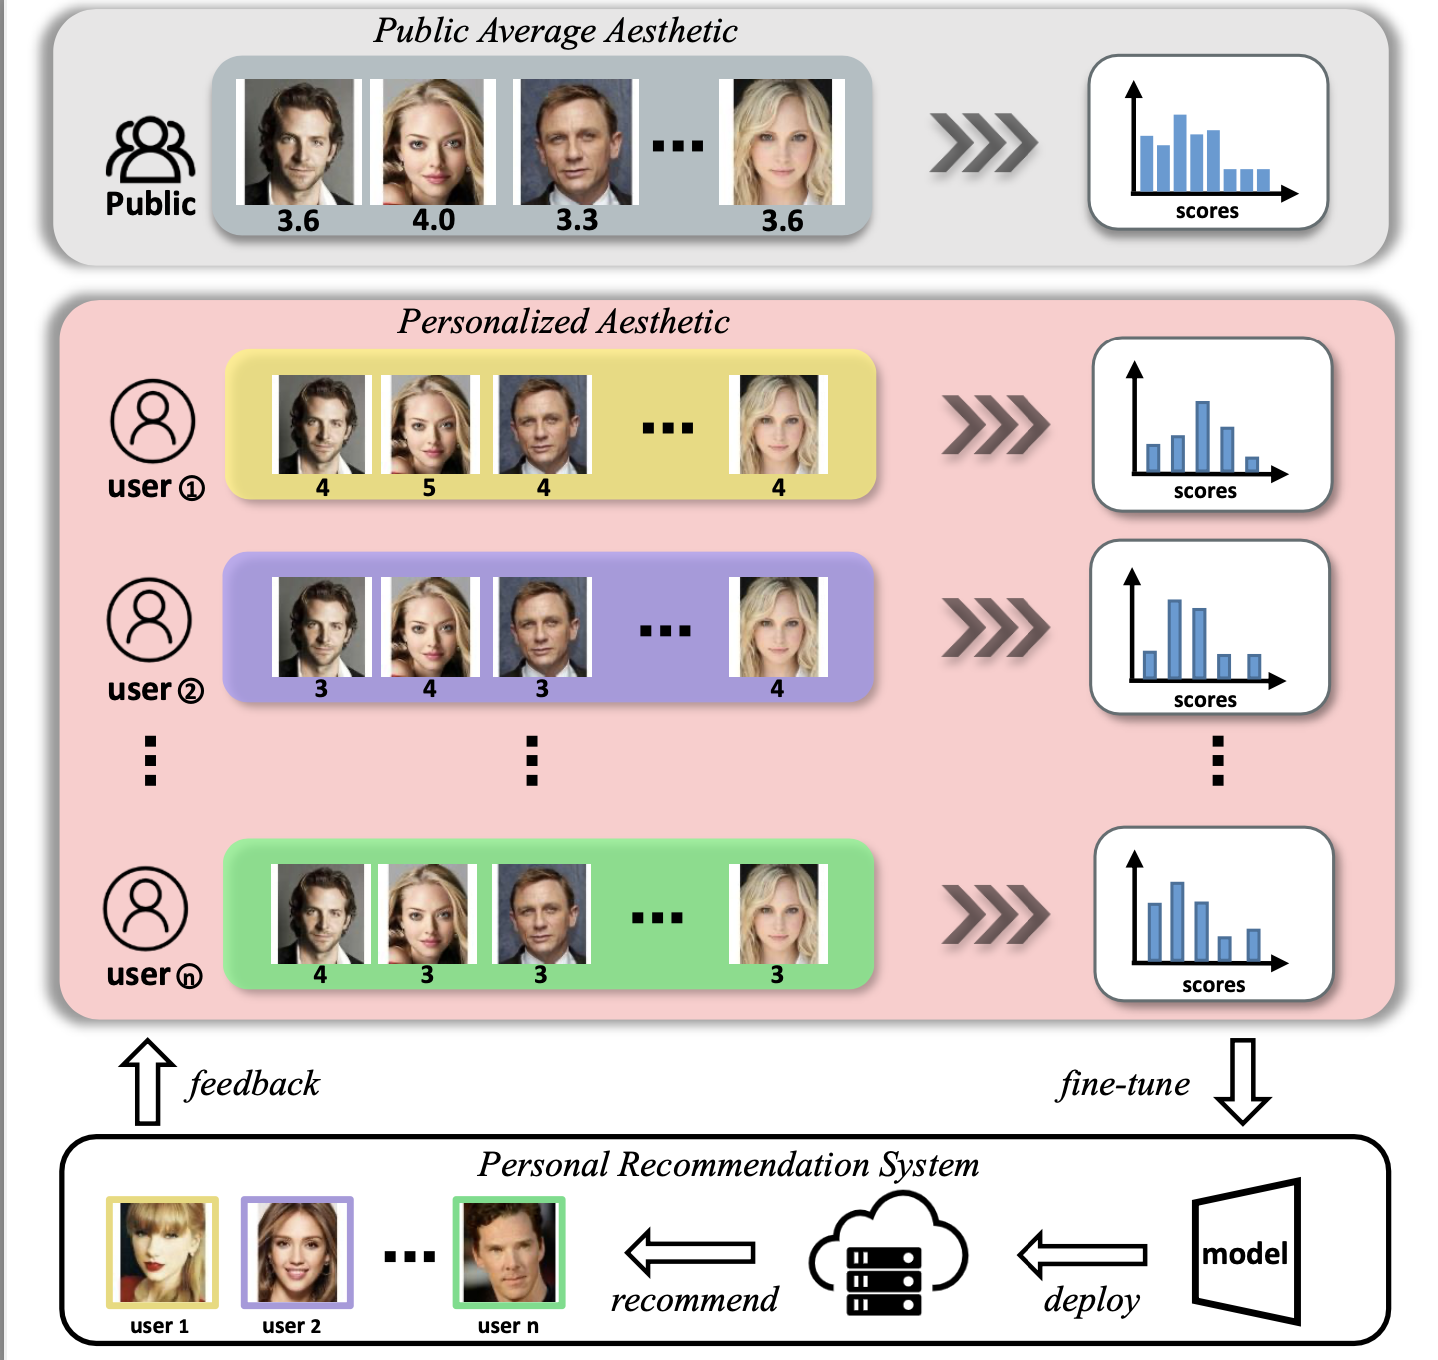 Public Average Aesthetic
Public
3.6 4.0 3.3 ... 3.6
scores
Personalized Aesthetic
user ①
4 5 4 ... 4
scores
user ②
3 4 3 ... 4
scores
user ⓝ
4 3 3 ... 3
scores
feedback
fine-tune
Personal Recommendation System
model
deploy
recommend
user 1 user 2 ... user n